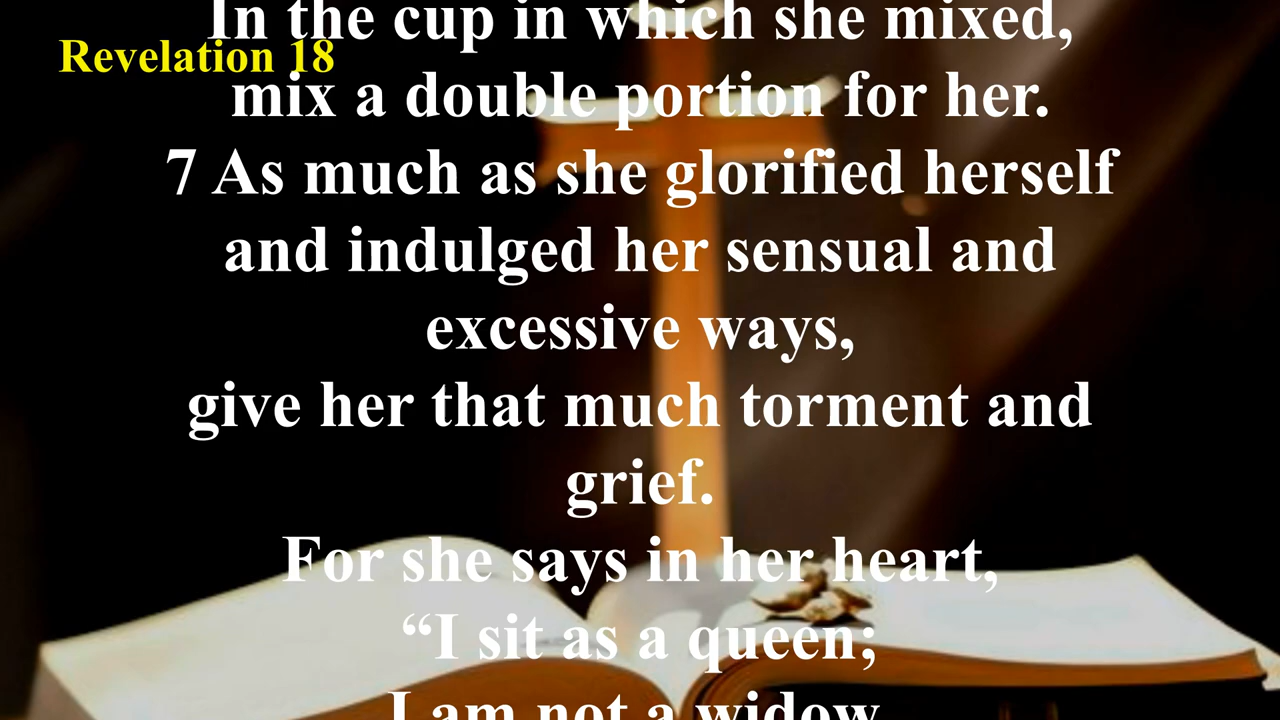 In the cup in which she mixed,
Revelation 18
mix a double portion for her.
7 As much as she glorified herself
and indulged her sensual and
excessive ways,
give her that much torment and
grief.
For she says in her heart,
“I sit as a queen;
I am not a widow